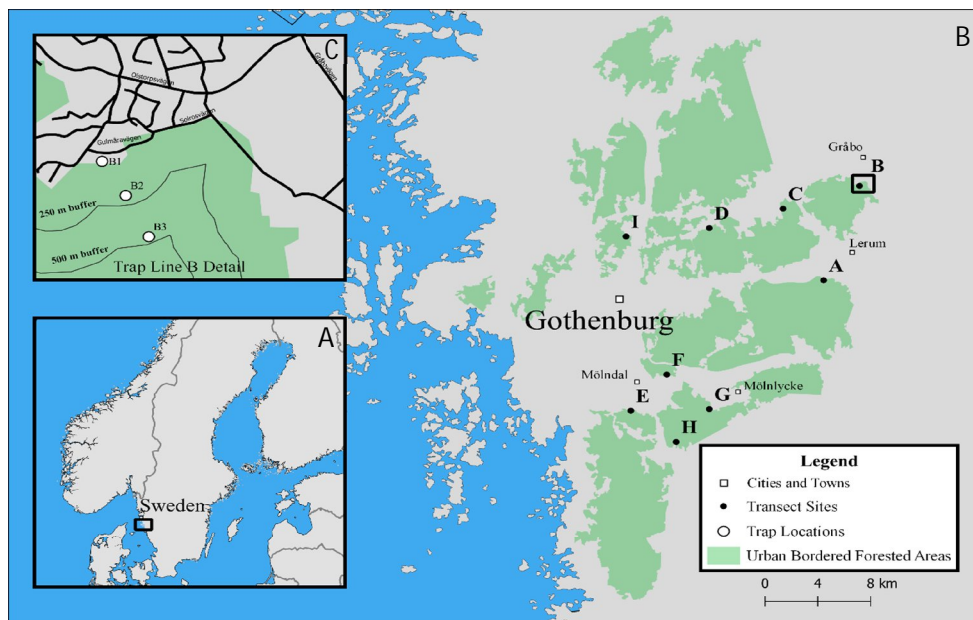 C
Olstorpsvägen
Solrosvägen
Gulmåravägen
B1
B2
B3
250 m buffer
500 m buffer
Trap Line B Detail
A
Sweden
B
Gråbo
B
C
D
I
Lerum
A
Gothenburg
F
Mölndal
E
G
Mölnlycke
H
Legend
Cities and Towns
Transect Sites
Trap Locations
Urban Bordered Forested Areas
0 4 8 km